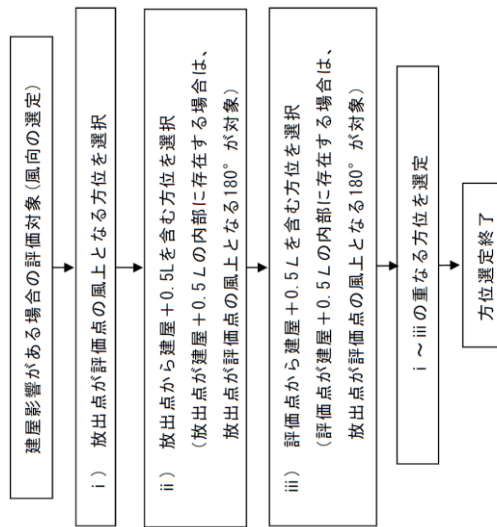 建屋影響がある場合の評価対象(風向の選定)
ⅰ) 放出点が評価点の風上となる方位を選択
ⅱ) 放出点から建屋+0.5Lを含む方位を選択
(放出点が建屋+0.5Lの内部に存在する場合は、
放出点が評価点の風上となる180°が対象)
ⅲ) 評価点から建屋+0.5Lを含む方位を選択
(評価点が建屋+0.5Lの内部に存在する場合は、
放出点が評価点の風上となる180°が対象)
ⅰ~ⅲの重なる方位を選定
方位選定終了